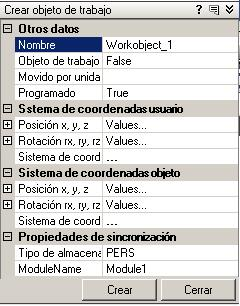 Crear objeto de trabajo ?
Otros datos
Nombre Workobject_1
Objeto de trabajo False
Movido por unida
Programado True
Sstema de coordenadas usuario
Posición x, y, z Values...
Rotación rx, ry, rz Values...
Sistema de coord ...
Sistema de coordenadas objeto
Posición x, y, z Values...
Rotación rx, ry, rz Values...
Sistema de coord ...
Propiedades de sincronización
Tipo de almacena PERS
ModuleName Module1
Crear Cerrar